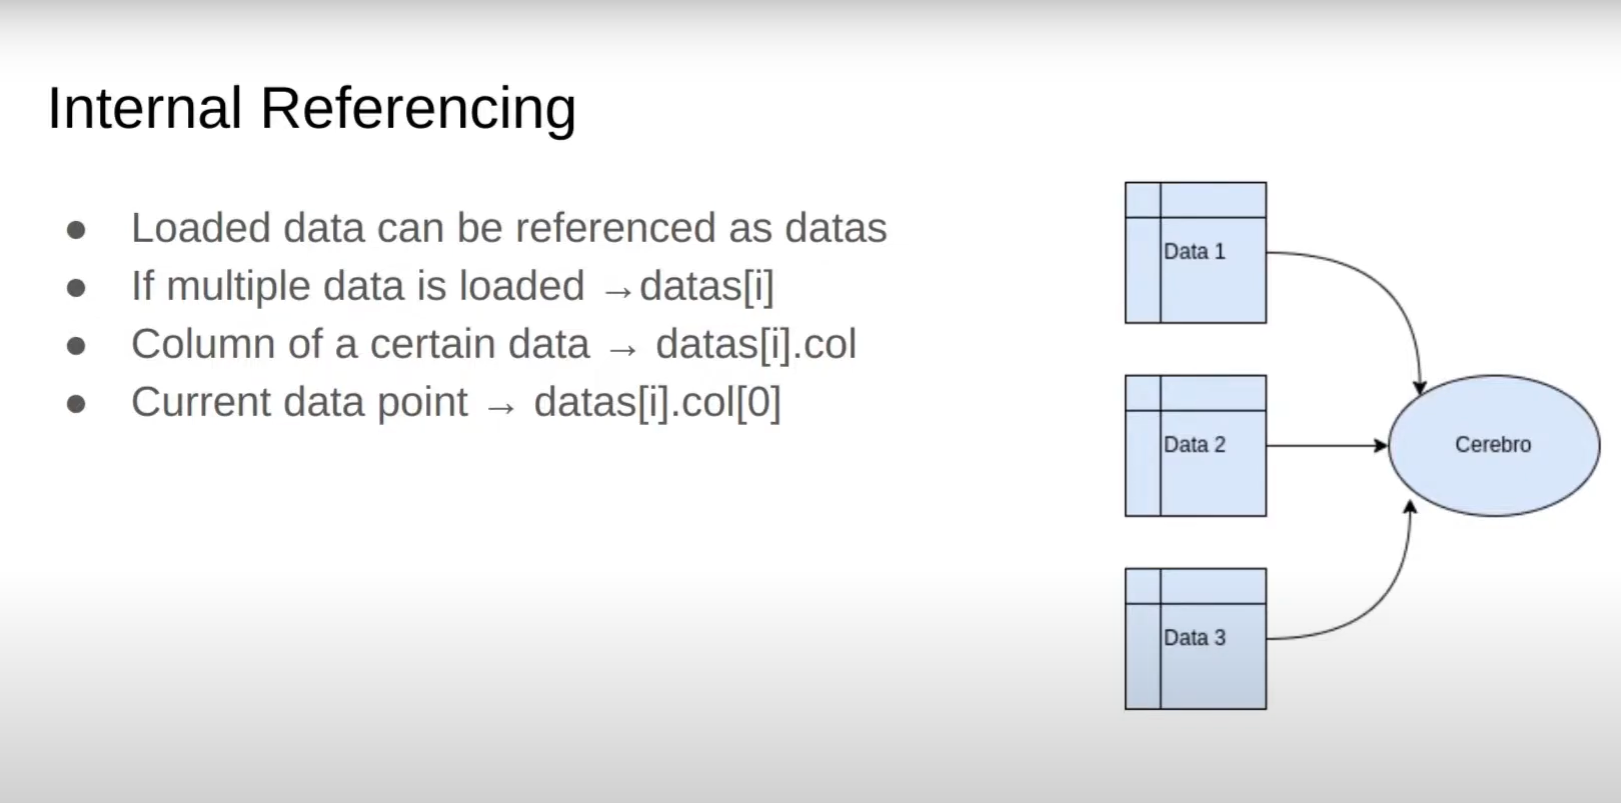 Internal Referencing
● Loaded data can be referenced as datas
● If multiple data is loaded →datas[i]
● Column of a certain data → datas[i].col
● Current data point → datas[i].col[0]
Data 1
Data 2
Cerebro
Data 3